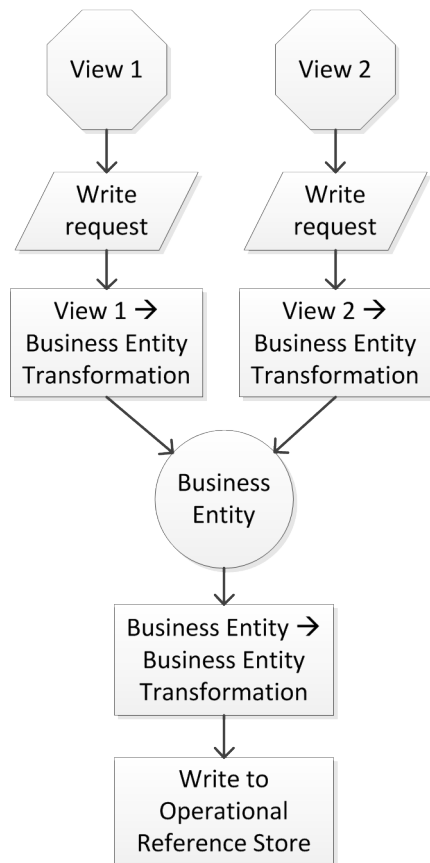 View 1
View 2
Write
request
Write
request
View 1 →
Business Entity
Transformation
View 2 →
Business Entity
Transformation
Business
Entity
Business Entity →
Business Entity
Transformation
Write to
Operational
Reference Store